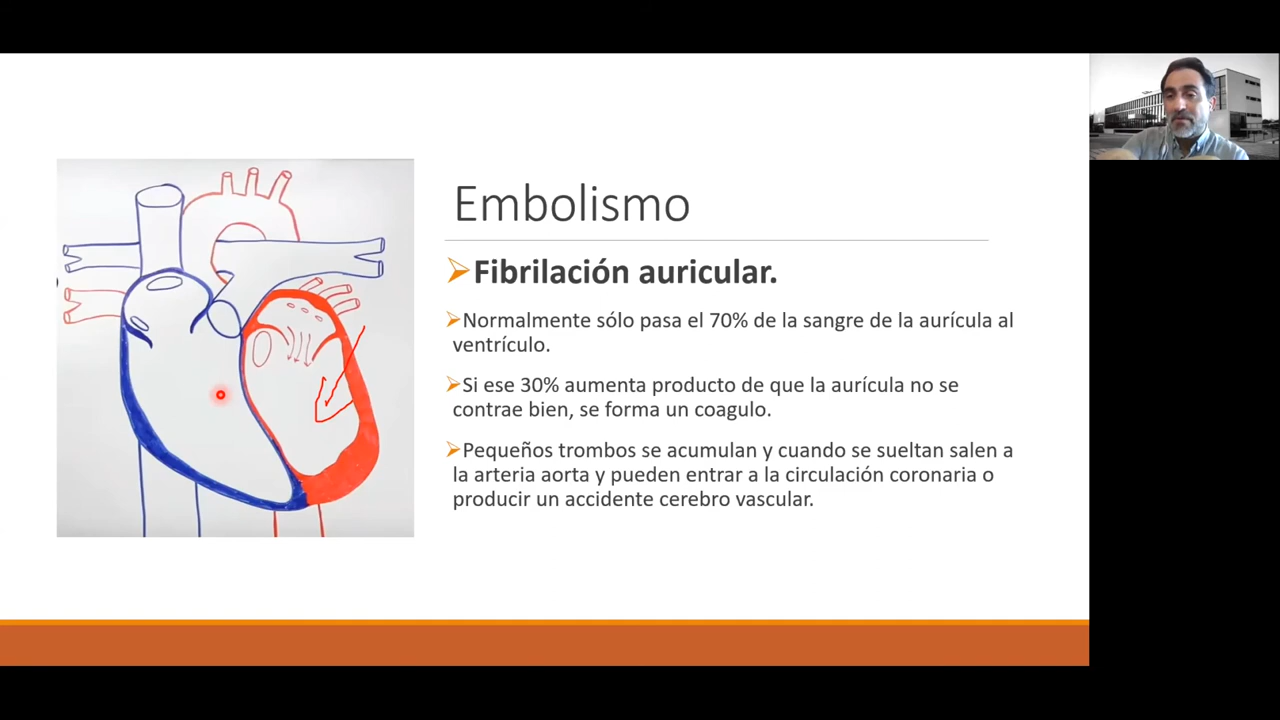 Embolismo
Fibrilación auricular.
Normalmente sólo pasa el 70% de la sangre de la aurícula al
ventrículo.
Si ese 30% aumenta producto de que la aurícula no se
contrae bien, se forma un coagulo.
Pequeños trombos se acumulan y cuando se sueltan salen a
la arteria aorta y pueden entrar a la circulación coronaria o
producir un accidente cerebro vascular.